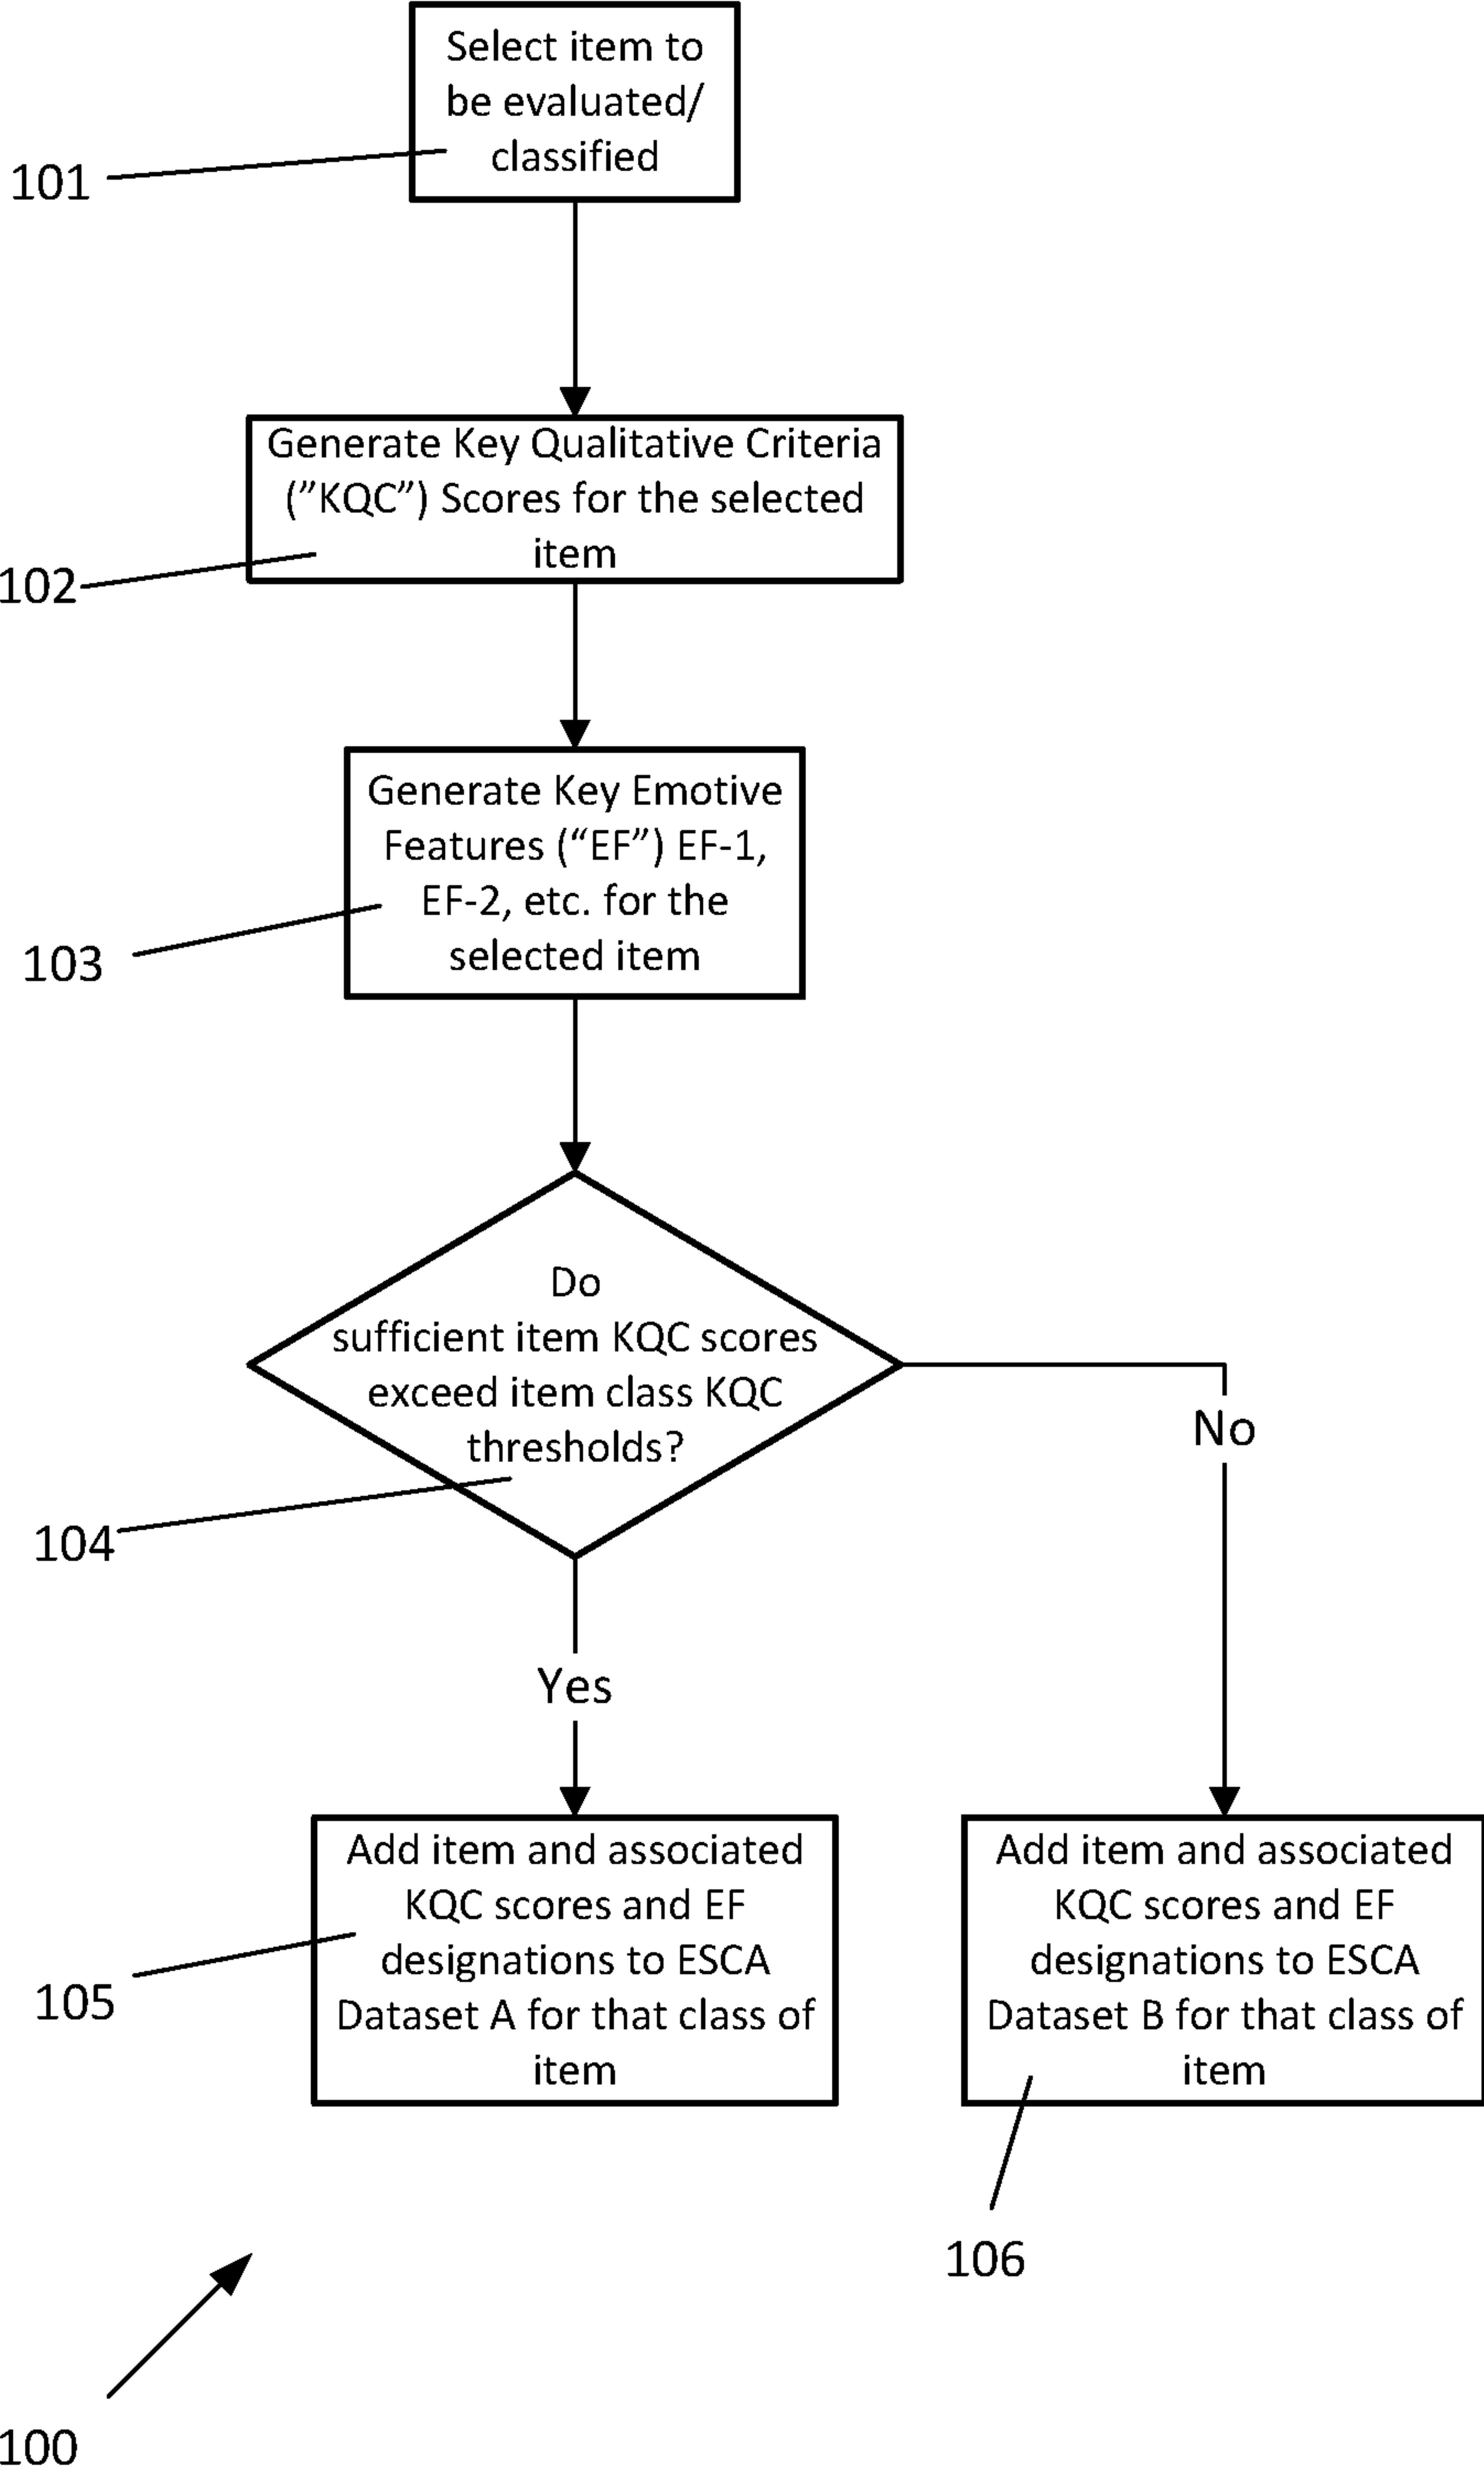 Select item to
be evaluated/
classified
101
Generate Key Qualitative Criteria
(”KQC”) Scores for the selected
item
102
Generate Key Emotive
Features (“EF”) EF-1,
EF-2, etc. for the
selected item
103
Do
sufficient item KQC scores
exceed item class KQC
thresholds?
No
104
Yes
Add item and associated
KQC scores and EF
designations to ESCA
Dataset A for that class of
item
105
Add item and associated
KQC scores and EF
designations to ESCA
Dataset B for that class of
item
106
100